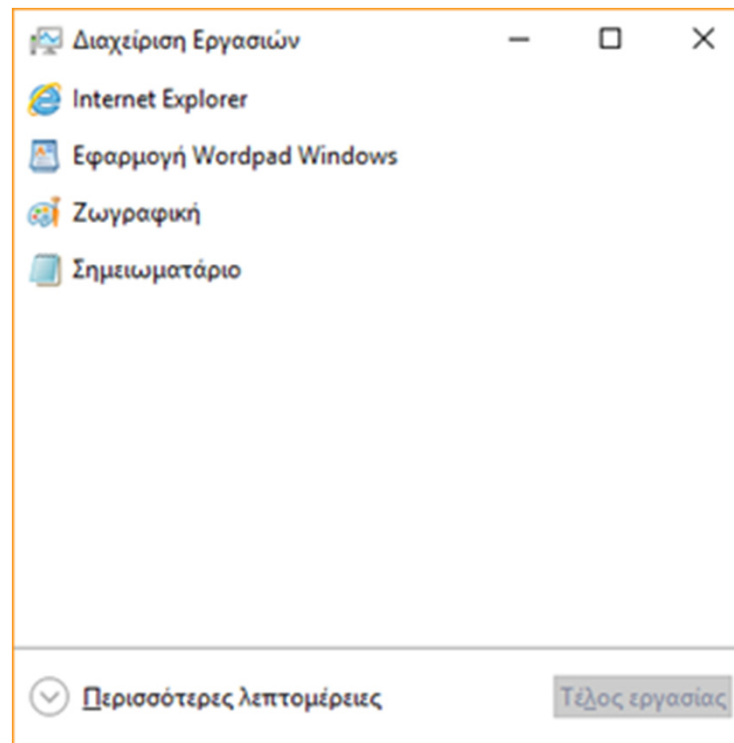 Διαχείριση Εργασιών
Internet Explorer
Εφαρμογή Wordpad Windows
Ζωγραφική
Σημειωματάριο
Περισσότερες λεπτομέρειες
Τέλος εργασίας